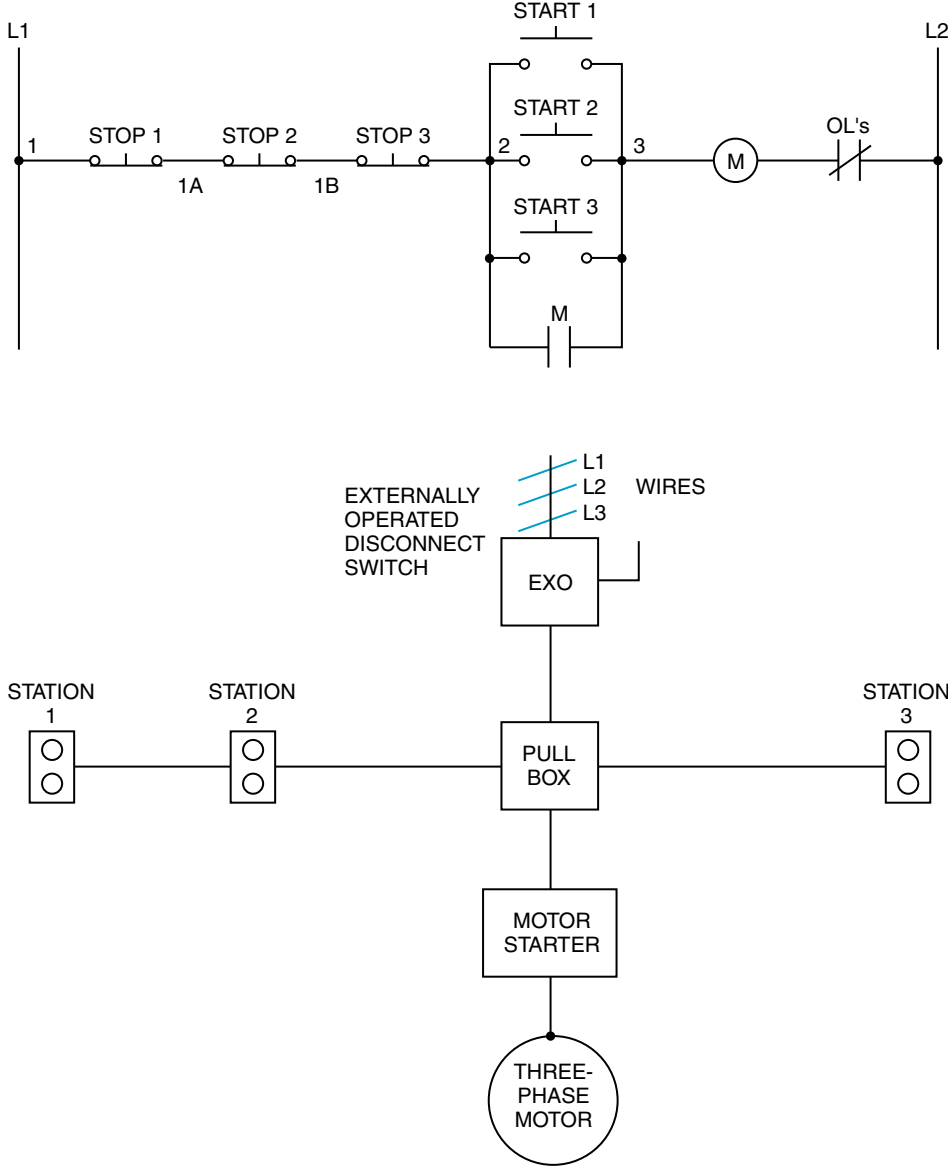 START 1
L1
L2
START 2
OL's
STOP 1
STOP 2
STOP 3
1
2
3
M
1A
1B
START 3
M
L1
L2
WIRES
L3
EXTERNALLY
OPERATED
DISCONNECT
SWITCH
EXO
STATION
1
STATION
2
STATION
3
PULL
BOX
MOTOR
STARTER
THREE-
PHASE
MOTOR